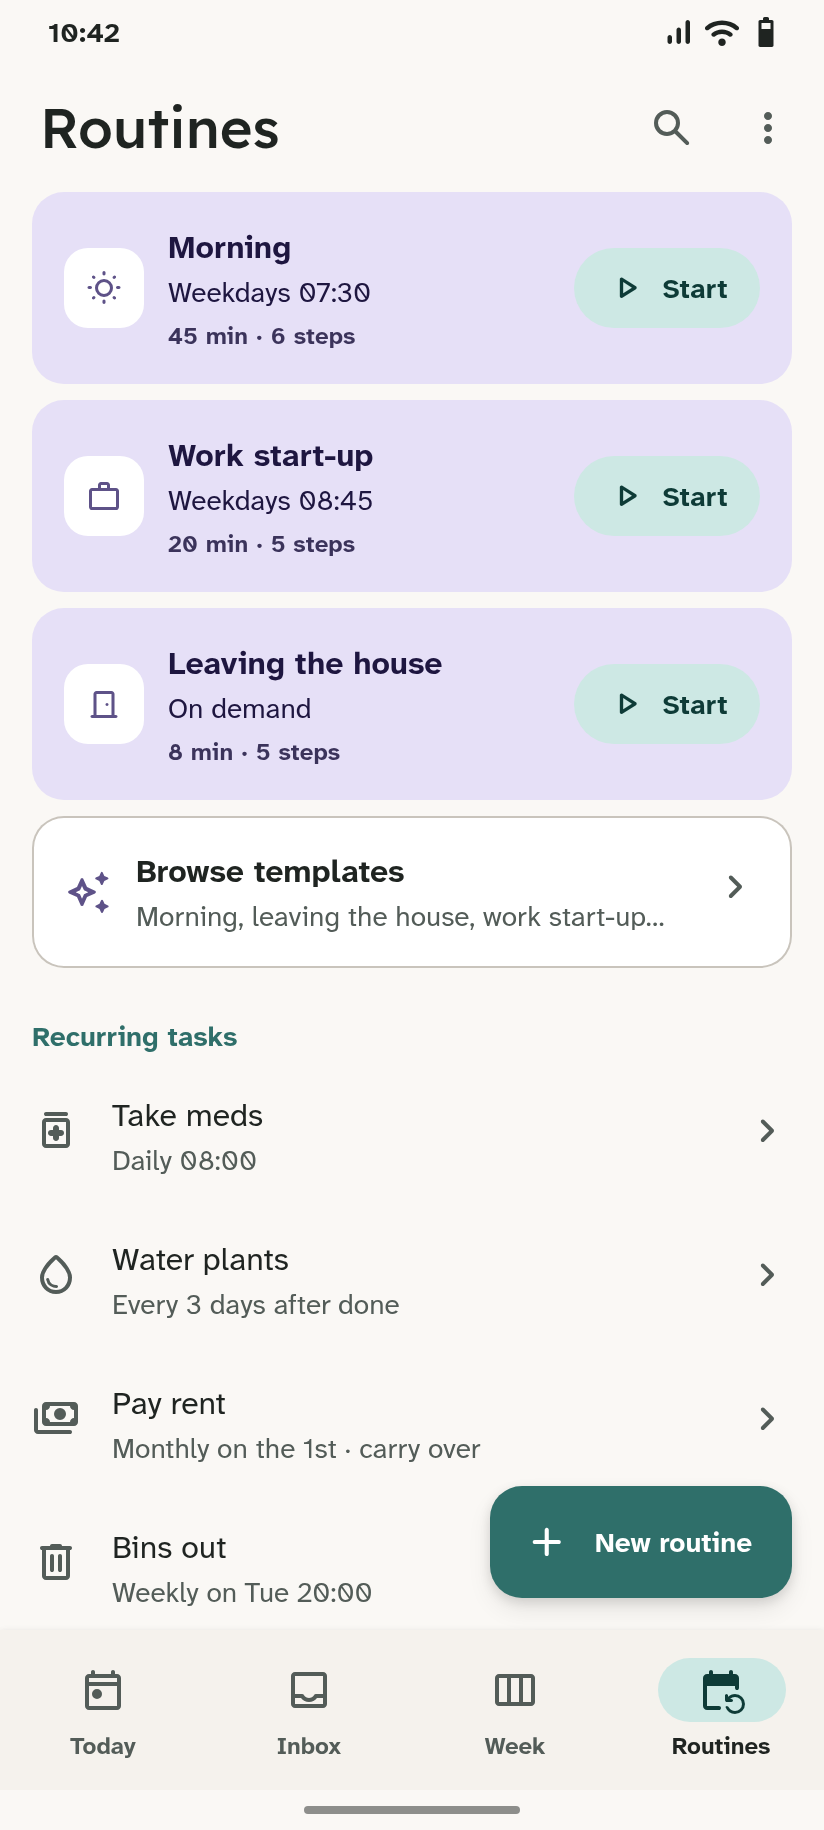 10:42
Routines
Morning
Weekdays 07:30
45 min · 6 steps
Start
Work start-up
Weekdays 08:45
20 min · 5 steps
Start
Leaving the house
On demand
8 min · 5 steps
Start
Browse templates
Morning, leaving the house, work start-up...
Recurring tasks
Take meds
Daily 08:00
Water plants
Every 3 days after done
Pay rent
Monthly on the 1st · carry over
Bins out
Weekly on Tue 20:00
New routine
Today
Inbox
Week
Routines